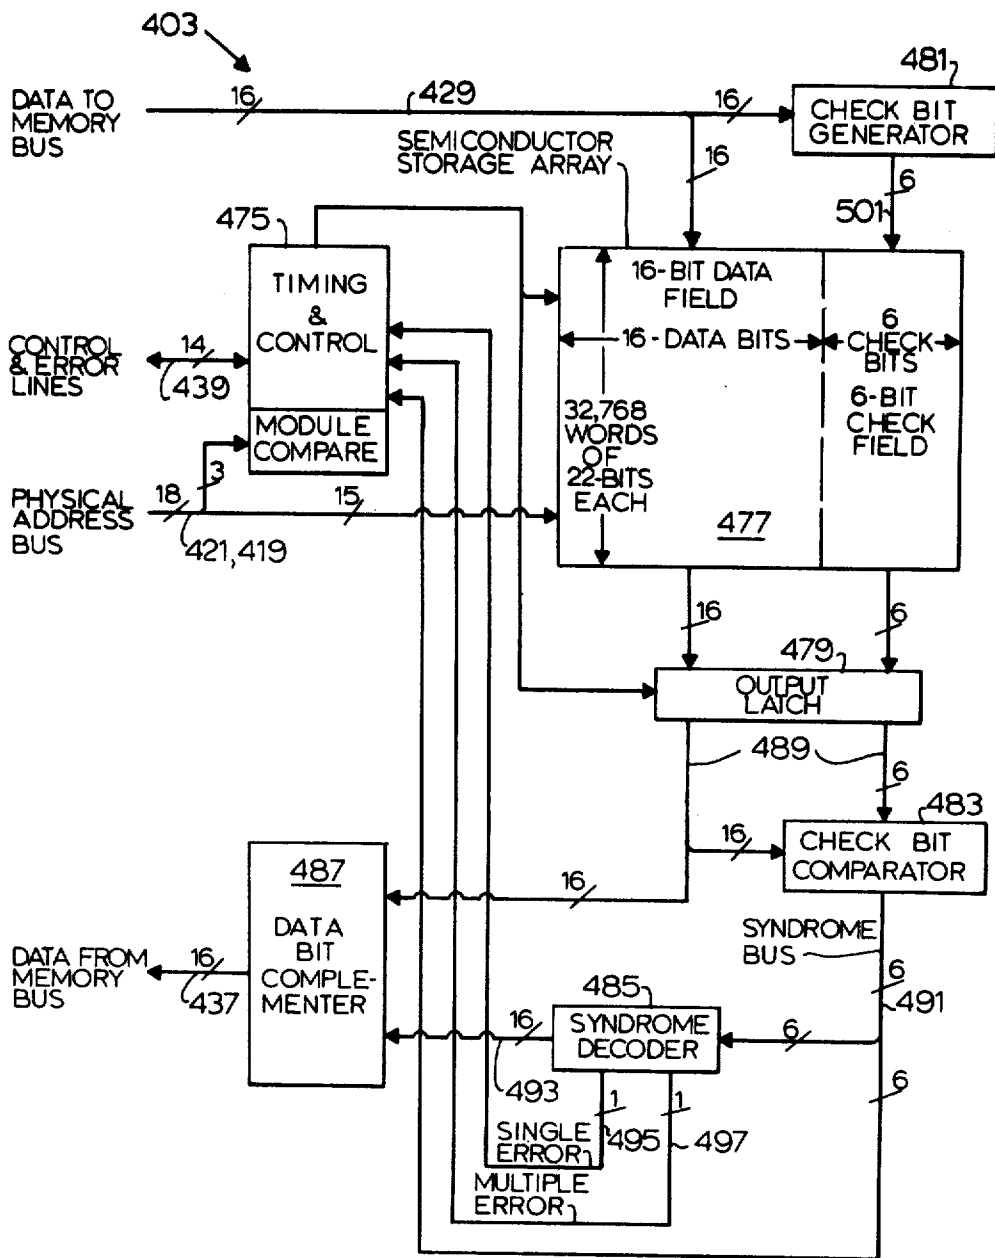 403
481
DATA TO
MEMORY
BUS
16
429
16
CHECK BIT
GENERATOR
SEMICONDUCTOR
STORAGE ARRAY
16
6
501
475
TIMING
&
CONTROL
16-BIT DATA
FIELD
16-DATA BITS
6
CHECK
BITS
6-BIT
CHECK
FIELD
CONTROL
& ERROR
LINES
14
439
MODULE
COMPARE
32,768
WORDS
OF
22-BITS
EACH
3
PHYSICAL
ADDRESS
BUS
18
15
421,419
477
16
6
479
OUTPUT
LATCH
489
6
483
16
CHECK BIT
COMPARATOR
487
16
DATA
BIT
COMPLE-
MENTER
SYNDROME
BUS
DATA FROM
MEMORY
BUS
16
437
485
6
491
16
SYNDROME
DECODER
6
493
6
1
1
SINGLE
ERROR
495
497
MULTIPLE
ERROR